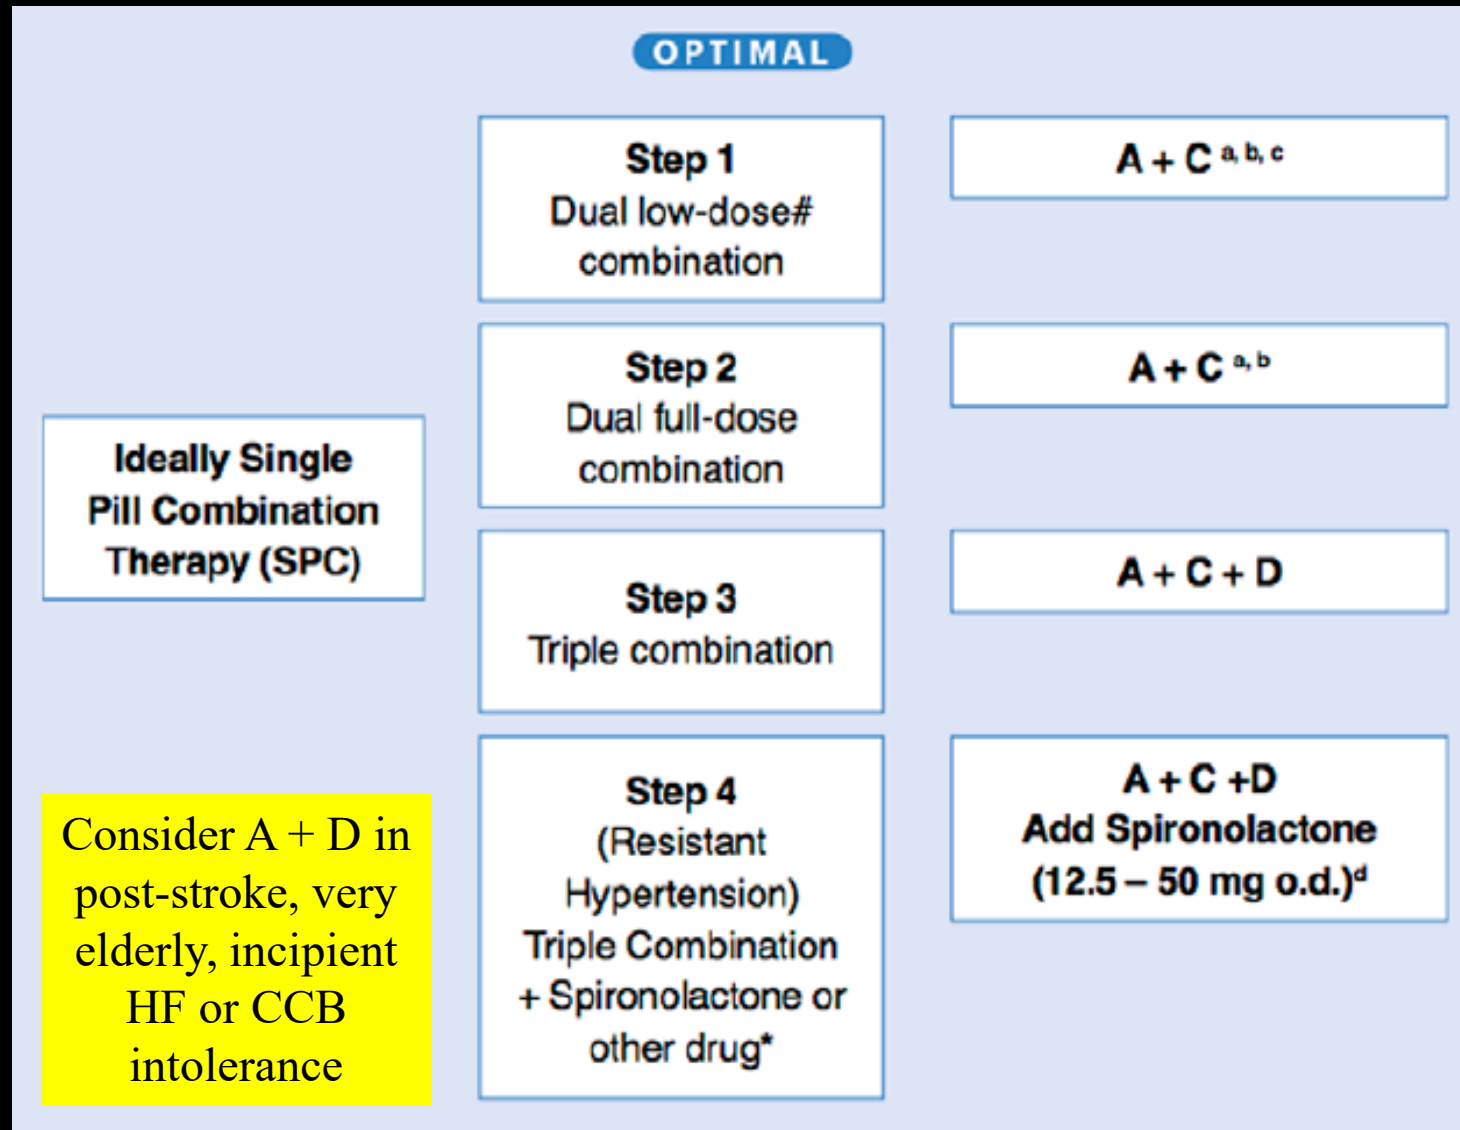 OPTIMAL
Step 1
Dual low-dose#
combination
A + C a, b, c
Step 2
Dual full-dose
combination
A + C a, b
Ideally Single
Pill Combination
Therapy (SPC)
Step 3
Triple combination
A + C + D
Step 4
(Resistant
Hypertension)
Triple Combination
+ Spironolactone or
other drug*
A + C +D
Add Spironolactone
(12.5 – 50 mg o.d.)d
Consider A + D in
post-stroke, very
elderly, incipient
HF or CCB
intolerance